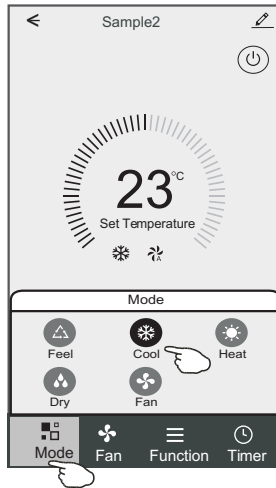 Sample2
23°C
Set Temperature
A
Mode
Feel Cool Heat
Dry Fan
Mode Fan Function Timer